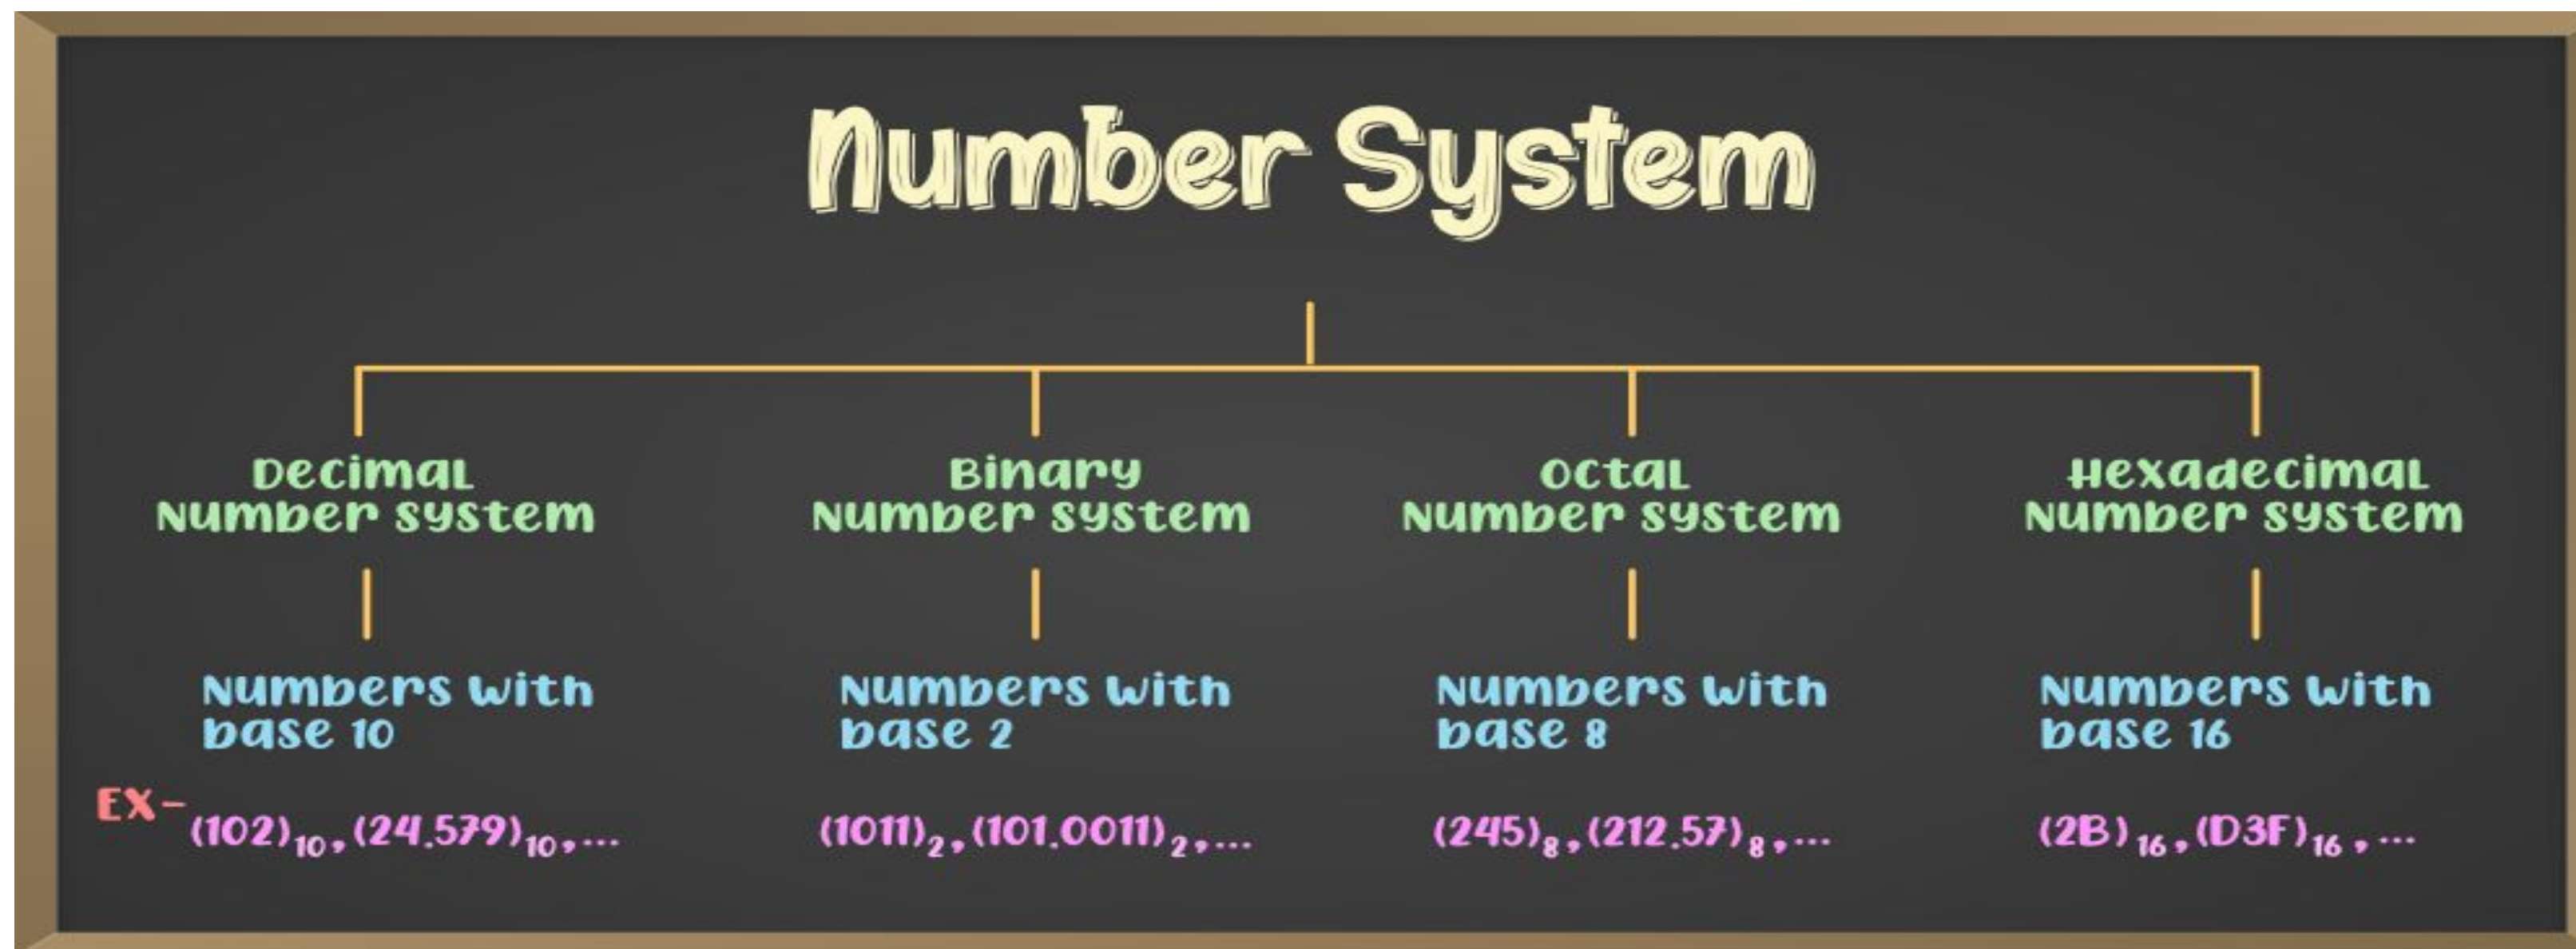 Number System
Decimal
Number system
Binary
Number system
Octal
Number system
Hexadecimal
Number system
Numbers with
base 10
Numbers with
base 2
Numbers with
base 8
Numbers with
base 16
EX-
(102)10, (24.579)10, ...
(1011)2, (101.0011)2, ...
(245)8, (212.57)8, ...
(2B)16, (D3F)16, ...